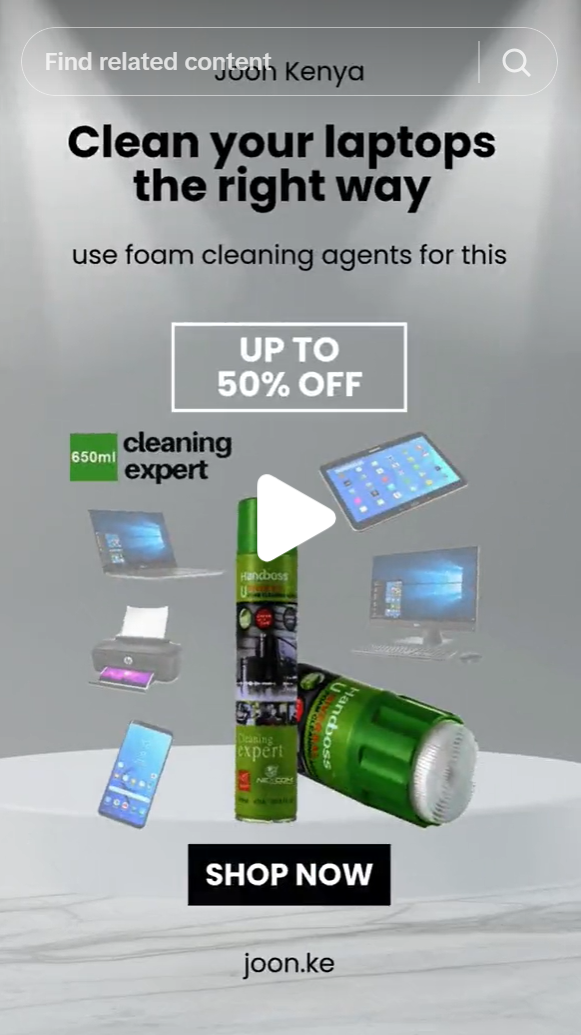 Find related content
Joon Kenya
Clean your laptops
the right way
use foam cleaning agents for this
UP TO
50% OFF
650ml
cleaning
expert
Handboss
U
Handboss
U
Cleaning
expert
SHOP NOW
joon.ke